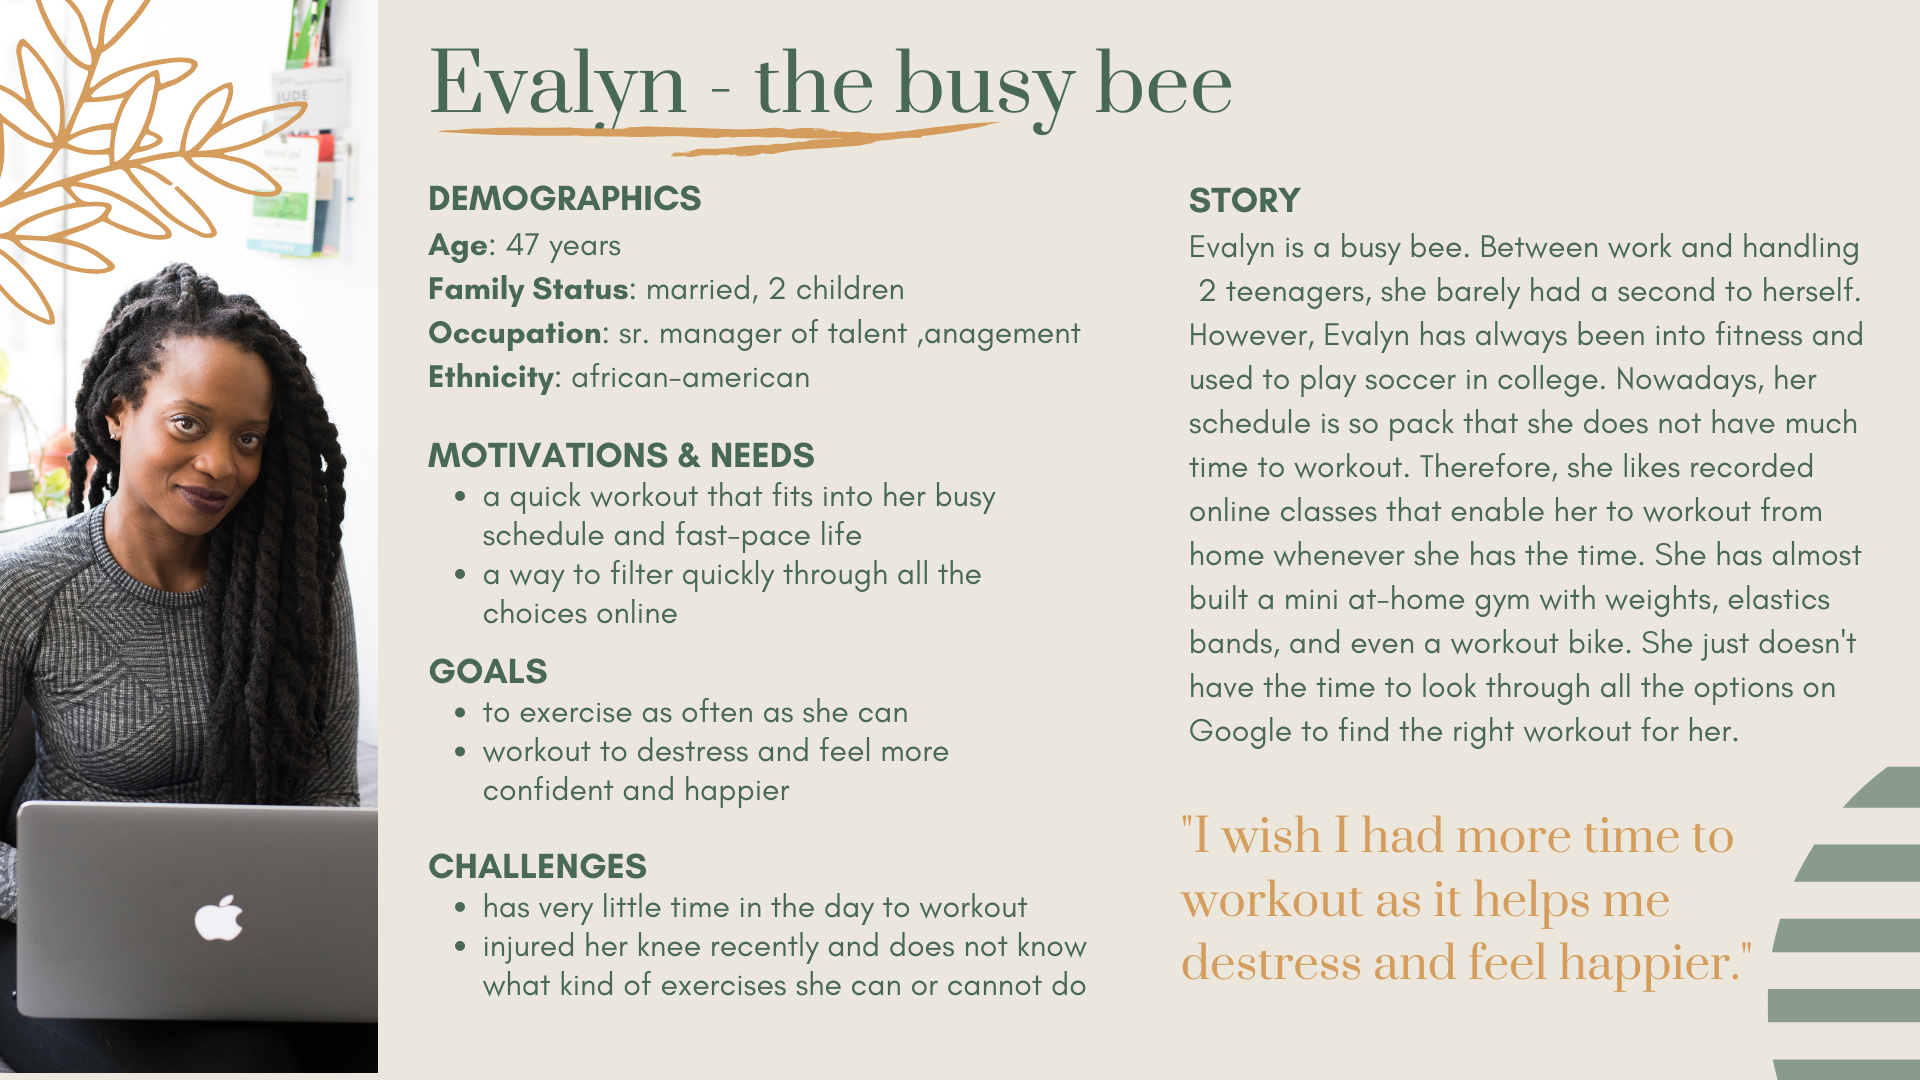 JUDE
Evalyn - the busy bee
DEMOGRAPHICS
Age: 47 years
Family Status: married, 2 children
Occupation: sr. manager of talent ,anagement
Ethnicity: african-american
MOTIVATIONS & NEEDS
• a quick workout that fits into her busy
schedule and fast-pace life
• a way to filter quickly through all the
choices online
GOALS
• to exercise as often as she can
• workout to destress and feel more
confident and happier
CHALLENGES
• has very little time in the day to workout
• injured her knee recently and does not know
what kind of exercises she can or cannot do
STORY
Evalyn is a busy bee. Between work and handling
2 teenagers, she barely had a second to herself.
However, Evalyn has always been into fitness and
used to play soccer in college. Nowadays, her
schedule is so pack that she does not have much
time to workout. Therefore, she likes recorded
online classes that enable her to workout from
home whenever she has the time. She has almost
built a mini at-home gym with weights, elastics
bands, and even a workout bike. She just doesn't
have the time to look through all the options on
Google to find the right workout for her.
"I wish I had more time to
workout as it helps me
destress and feel happier."